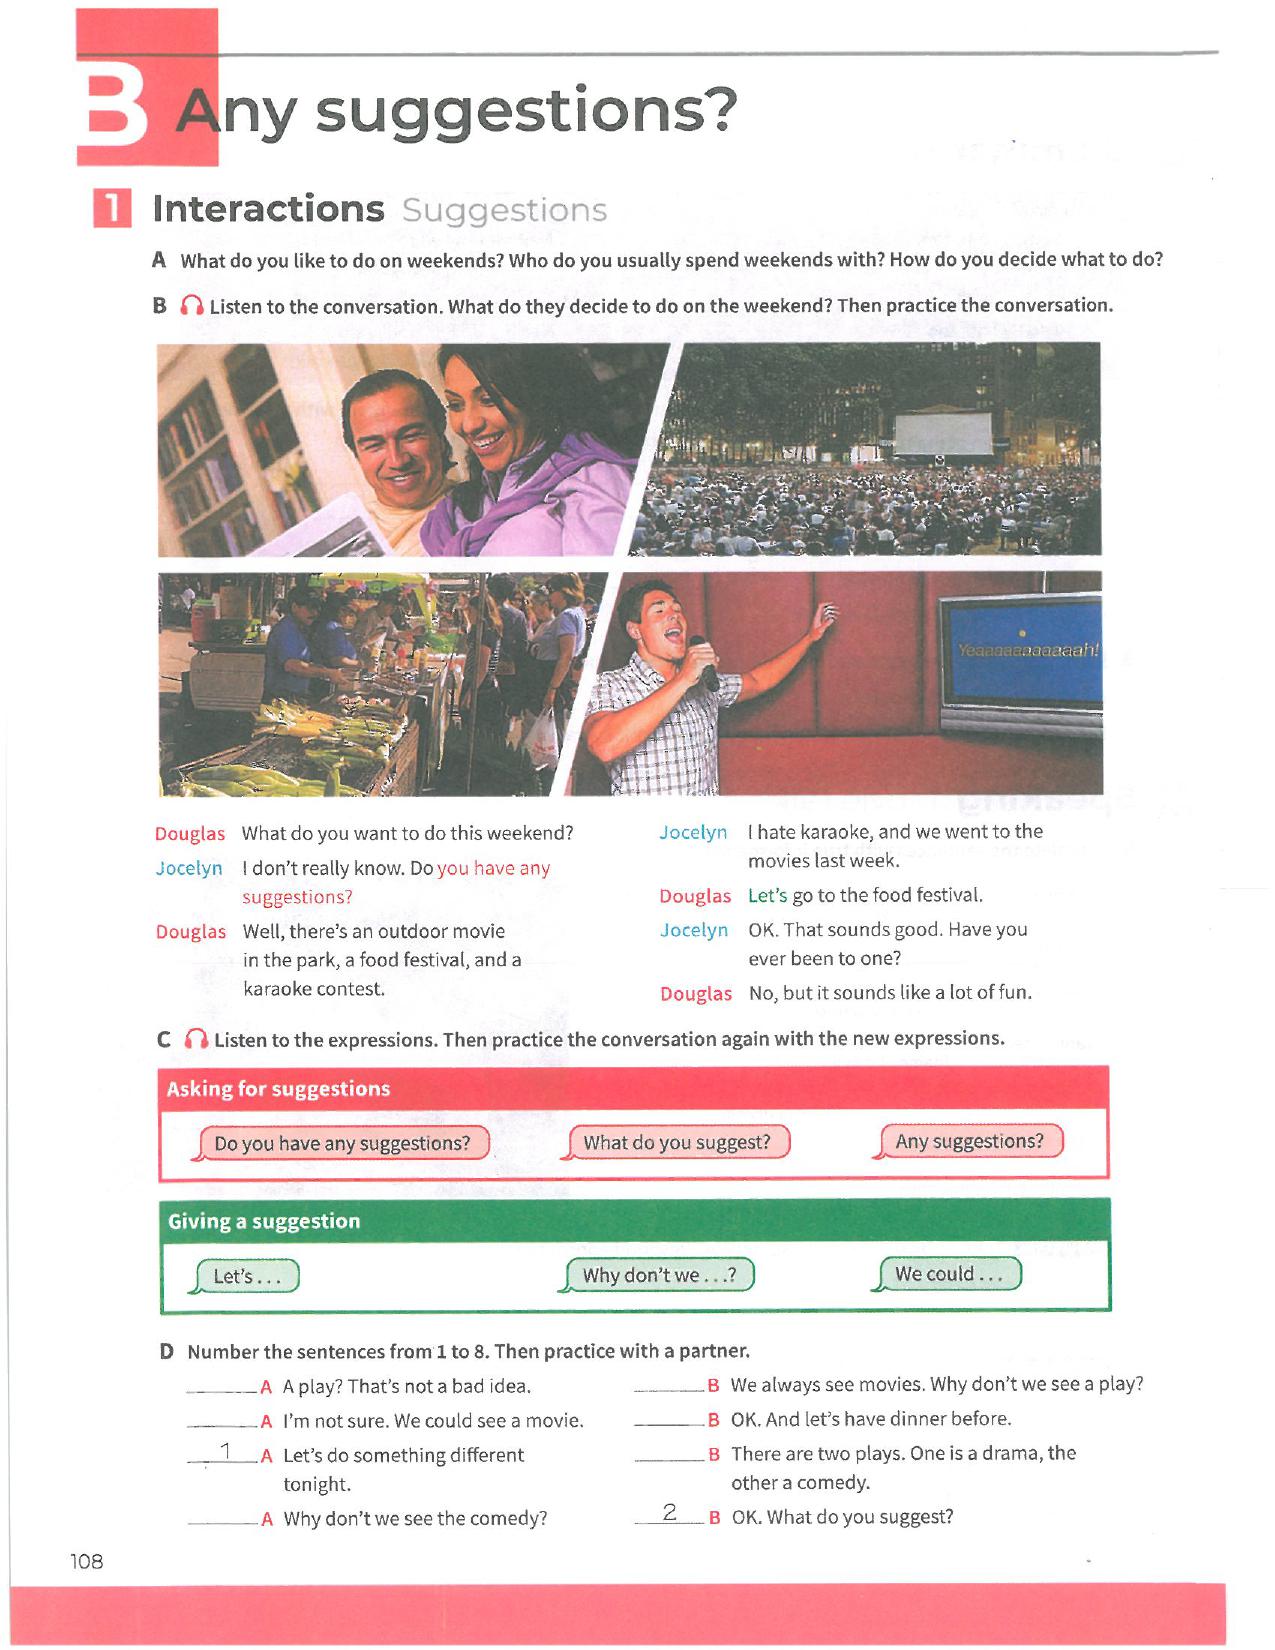 B Any suggestions?
1 Interactions Suggestions
A What do you like to do on weekends? Who do you usually spend weekends with? How do you decide what to do?
B Listen to the conversation. What do they decide to do on the weekend? Then practice the conversation.
Yeaaaaaaaaaaah!
Douglas What do you want to do this weekend?
Jocelyn I don't really know. Do you have any
suggestions?
Douglas Well, there's an outdoor movie
in the park, a food festival, and a
karaoke contest.
Jocelyn I hate karaoke, and we went to the
movies last week.
Douglas Let's go to the food festival.
Jocelyn OK. That sounds good. Have you
ever been to one?
Douglas No, but it sounds like a lot of fun.
C Listen to the expressions. Then practice the conversation again with the new expressions.
Asking for suggestions
Do you have any suggestions? What do you suggest? Any suggestions?
Giving a suggestion
Let's ... Why don't we ...? We could ...
D Number the sentences from 1 to 8. Then practice with a partner.
A A play? That's not a bad idea.
A I'm not sure. We could see a movie.
1 A Let's do something different
tonight.
A Why don't we see the comedy?
B We always see movies. Why don't we see a play?
B OK. And let's have dinner before.
B There are two plays. One is a drama, the
other a comedy.
2 B OK. What do you suggest?
108